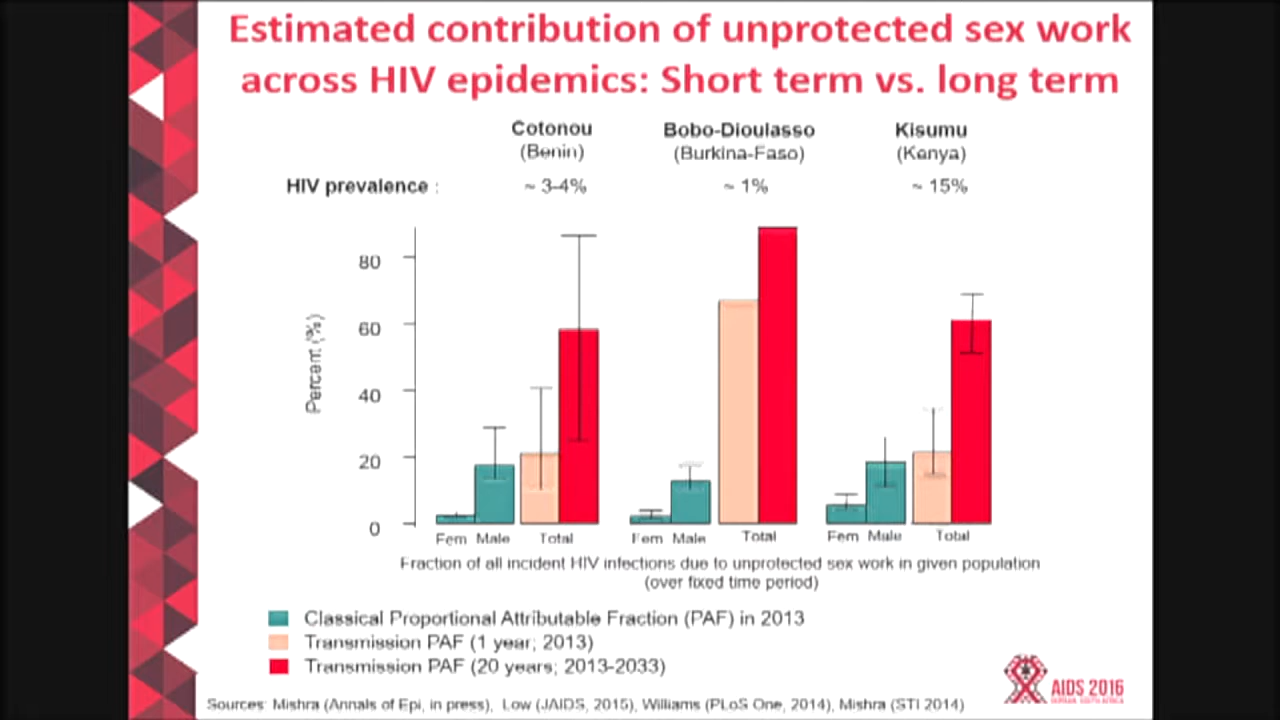 Estimated contribution of unprotected sex work
across HIV epidemics: Short term vs. long term
Cotonou
(Benin)
Bobo-Dioulasso
(Burkina-Faso)
Kisumu
(Kenya)
HIV prevalence :
~ 3-4%
~ 1%
~ 15%
Percent (%)
80
60
40
20
0
Fem Male Total
Fem Male Total
Fem Male Total
Fraction of all incident HIV infections due to unprotected sex work in given population
(over fixed time period)
Classical Proportional Attributable Fraction (PAF) in 2013
Transmission PAF (1 year; 2013)
Transmission PAF (20 years; 2013-2033)
Sources: Mishra (Annals of Epi, in press), Low (JAIDS, 2015), Williams (PLoS One, 2014), Mishra (STI 2014)
AIDS 2016
DURBAN, SOUTH AFRICA